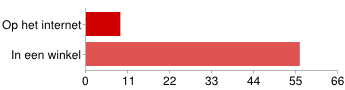 Op het internet
In een winkel
0 11 22 33 44 55 66